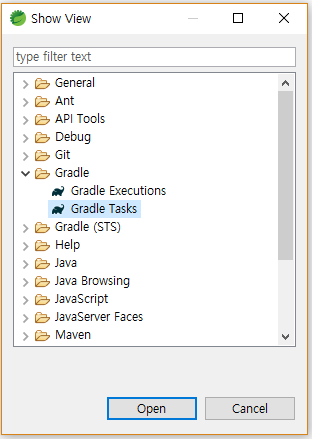 Show View
type filter text
General
Ant
API Tools
Debug
Git
Gradle
Gradle Executions
Gradle Tasks
Gradle (STS)
Help
Java
Java Browsing
JavaScript
JavaServer Faces
Maven
Open
Cancel